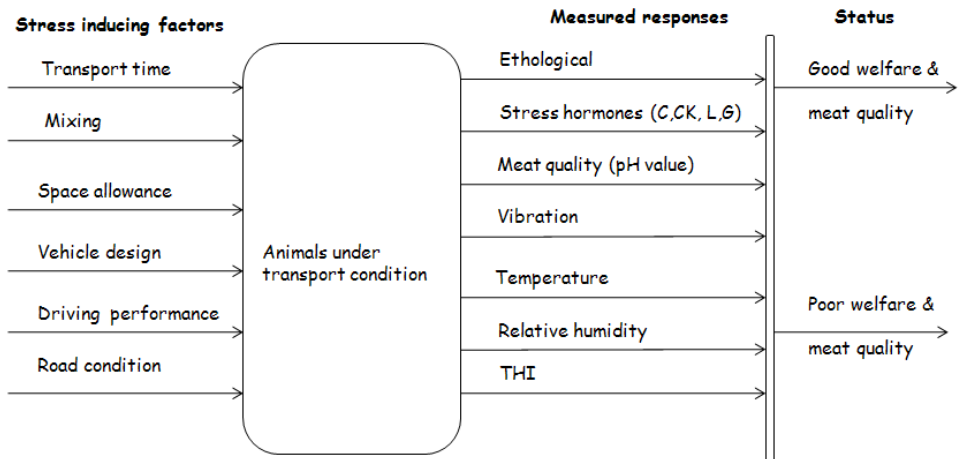 Stress inducing factors
Transport time
Mixing
Space allowance
Vehicle design
Driving performance
Road condition
Animals under
transport condition
Measured responses
Ethological
Stress hormones (C,CK, L,G)
Meat quality (pH value)
Vibration
Temperature
Relative humidity
THI
Status
Good welfare &
meat quality
Poor welfare &
meat quality